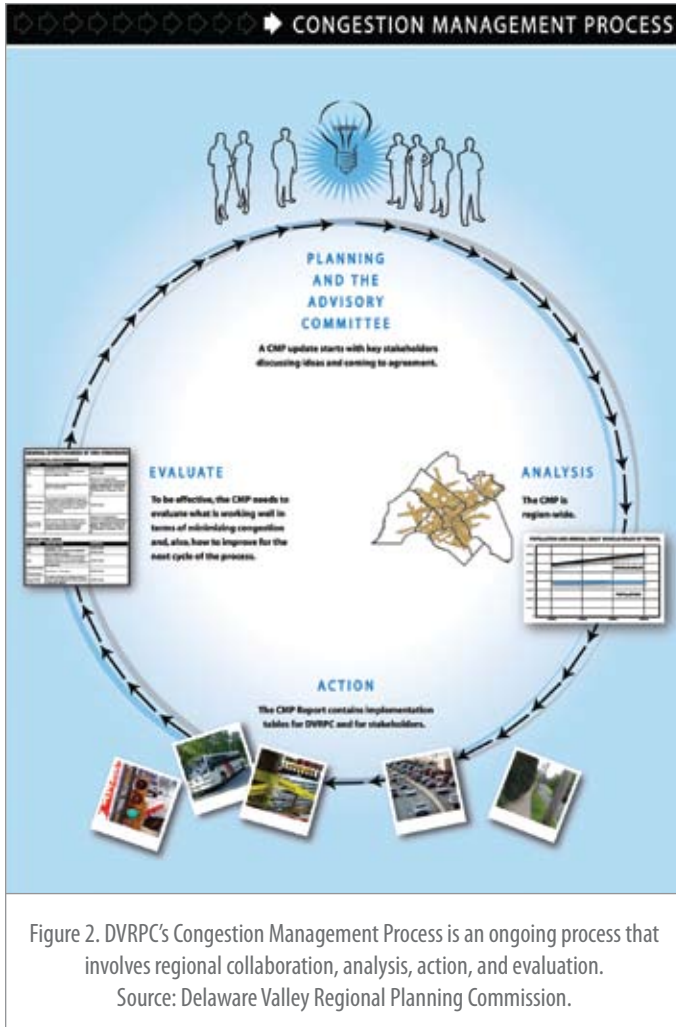 CONGESTION MANAGEMENT PROCESS
PLANNING
AND THE
ADVISORY
COMMITTEE
A CMP update starts with key stakeholders
discussing ideas and coming to agreement.
EVALUATE
To be effective, the CMP needs to
evaluate what is working well in
terms of minimizing congestion
and, also, how to improve for the
next cycle of the process.
ANALYSIS
The CMP is
region-wide.
POPULATION
ACTION
The CMP Report contains implementation
tables for DVRPC and for stakeholders.
Figure 2. DVRPC’s Congestion Management Process is an ongoing process that
involves regional collaboration, analysis, action, and evaluation.
Source: Delaware Valley Regional Planning Commission.